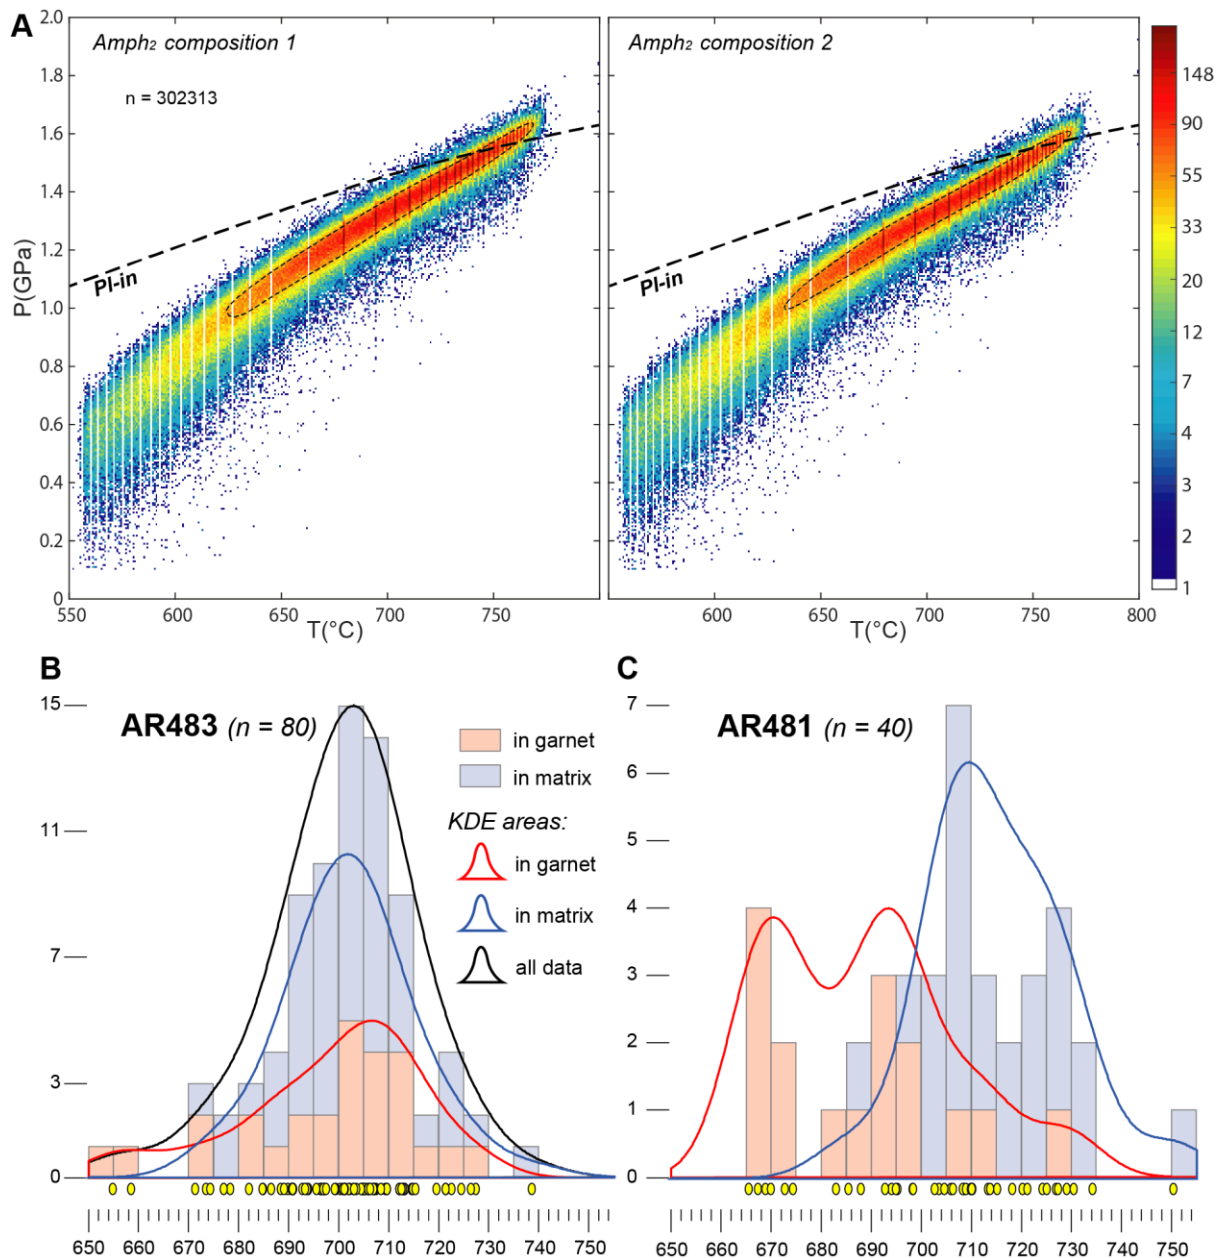 A
Amph₂ composition 1
n = 302313
Pl-in
P(GPa)
2.0
1.8
1.6
1.4
1.2
1.0
0.8
0.6
0.4
0.2
0
550
600
650
700
750
T(°C)
Amph₂ composition 2
Pl-in
600
650
700
750
800
T(°C)
148
90
55
33
20
12
7
4
3
2
1
B
AR483 (n = 80)
15
11
7
3
0
in garnet
in matrix
KDE areas:
in garnet
in matrix
all data
650 660 670 680 690 700 710 720 730 740 750
C
AR481 (n = 40)
7
6
5
4
3
2
1
0
650 660 670 680 690 700 710 720 730 740 750